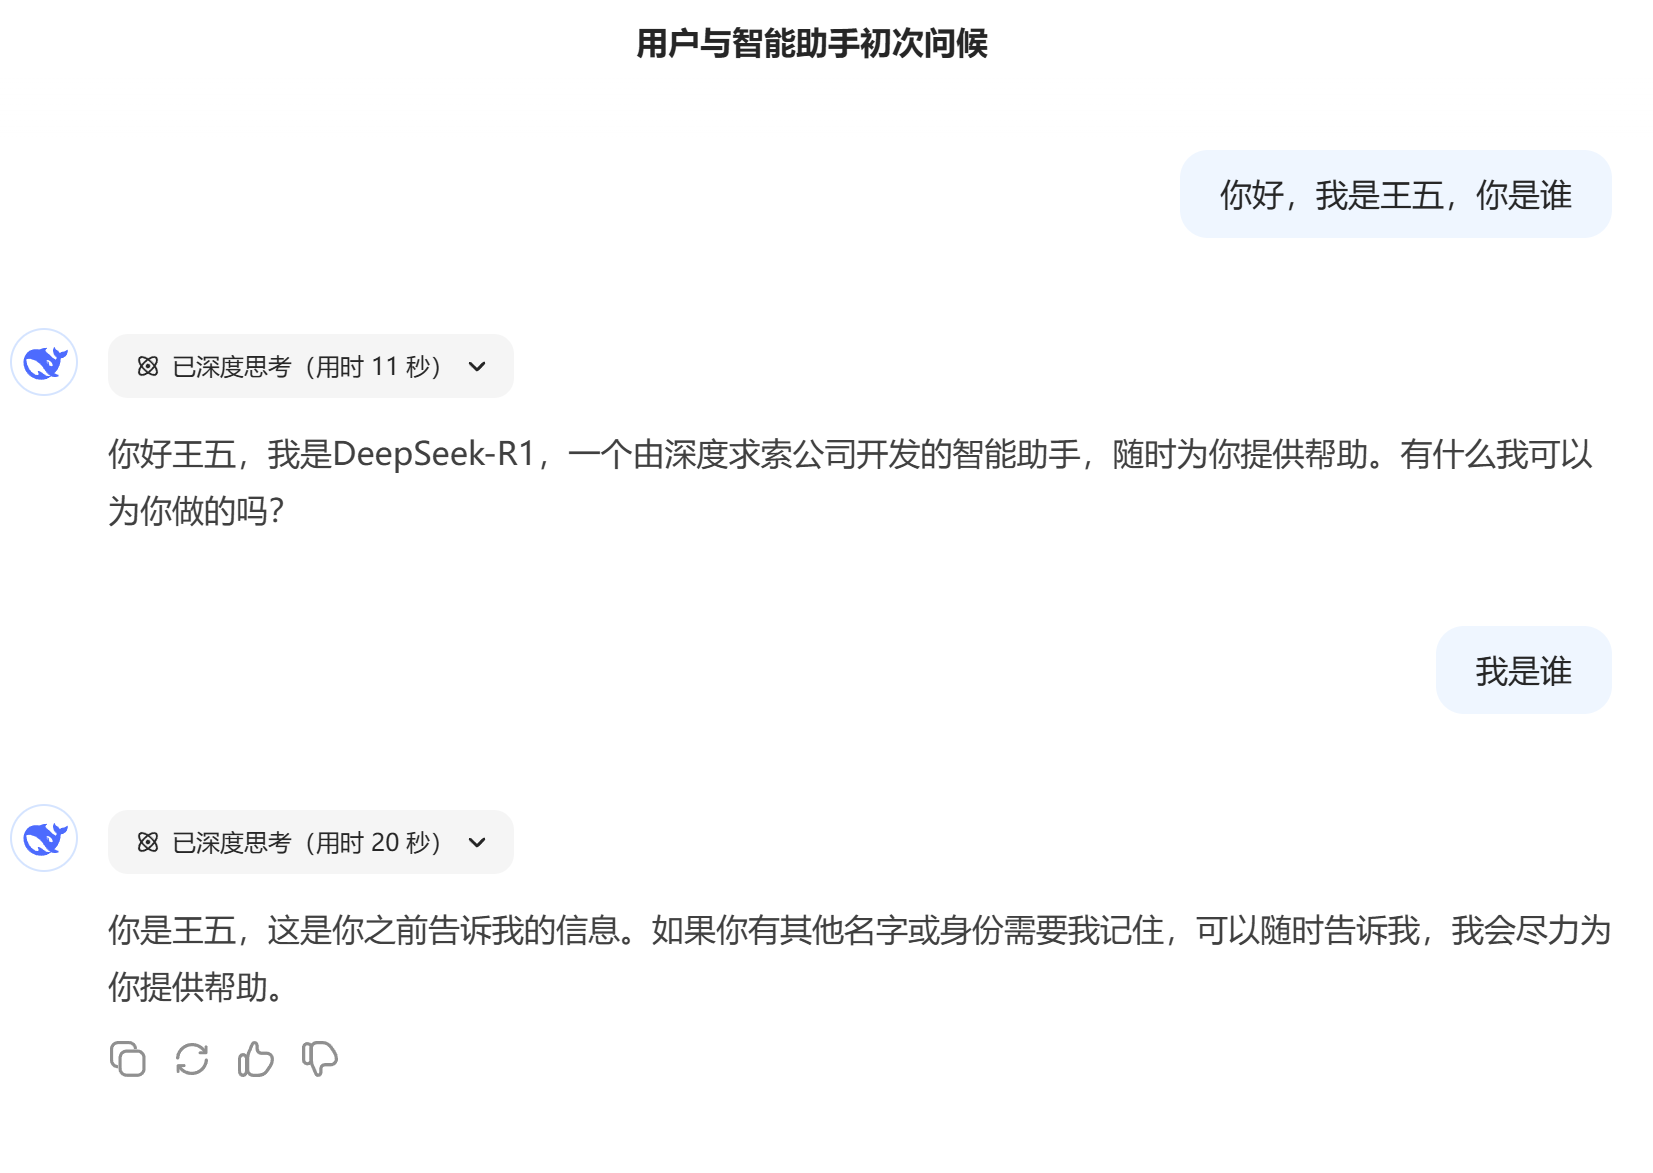 用户与智能助手初次问候
你好，我是王五，你是谁
已深度思考（用时 11 秒）
你好王五，我是DeepSeek-R1，一个由深度求索公司开发的智能助手，随时为你提供帮助。有什么我可以
为你做的吗？
我是谁
已深度思考（用时 20 秒）
你是王五，这是你之前告诉我的信息。如果你有其他名字或身份需要我记住，可以随时告诉我，我会尽力为
你提供帮助。